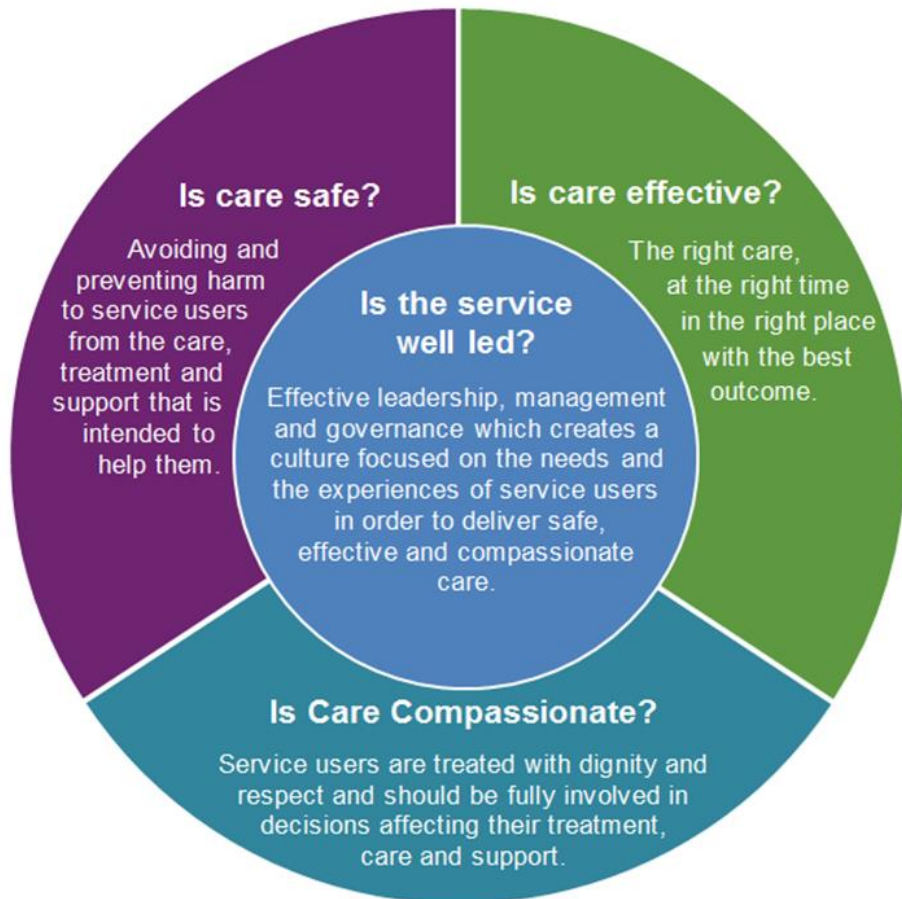 Is care safe?
Avoiding and
preventing harm
to service users
from the care,
treatment and
support that is
intended to
help them.
Is care effective?
The right care,
at the right time
in the right place
with the best
outcome.
Is the service
well led?
Effective leadership, management
and governance which creates a
culture focused on the needs and
the experiences of service users
in order to deliver safe,
effective and compassionate
care.
Is Care Compassionate?
Service users are treated with dignity and
respect and should be fully involved in
decisions affecting their treatment,
care and support.